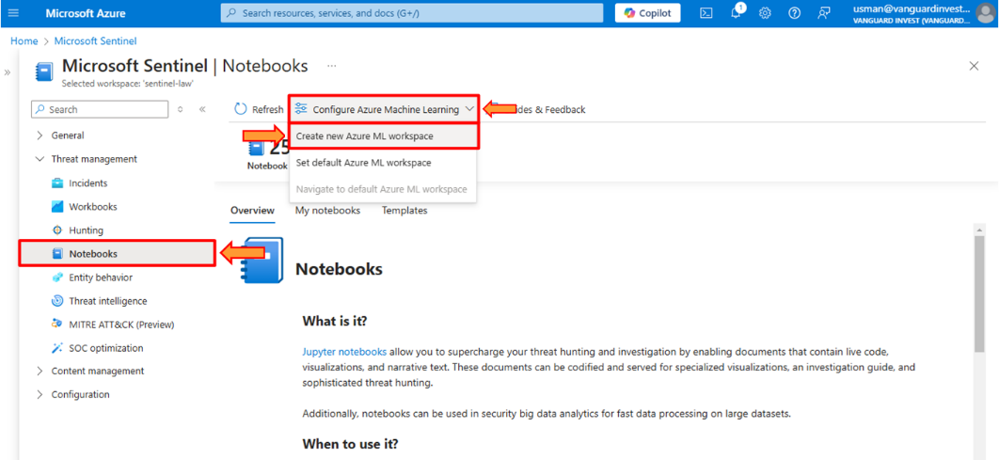 Microsoft Azure
Search resources, services, and docs (G+/)
Copilot
1
usman@vanguardinvest...
VANGUARD INVEST (VANGUARD...
Home > Microsoft Sentinel
Microsoft Sentinel | Notebooks ...
Selected workspace: 'sentinel-law'
Search
Refresh
Configure Azure Machine Learning
& Feedback
General
Create new Azure ML workspace
25
Threat management
Set default Azure ML workspace
Notebook
Incidents
Navigate to default Azure ML workspace
Workbooks
Overview
My notebooks
Templates
Hunting
Notebooks
Notebooks
Entity behavior
Threat intelligence
What is it?
MITRE ATT&CK (Preview)
SOC optimization
Jupyter notebooks allow you to supercharge your threat hunting and investigation by enabling documents that contain live code,
visualizations, and narrative text. These documents can be codified and served for specialized visualizations, an investigation guide, and
sophisticated threat hunting.
Content management
Configuration
Additionally, notebooks can be used in security big data analytics for fast data processing on large datasets.
When to use it?